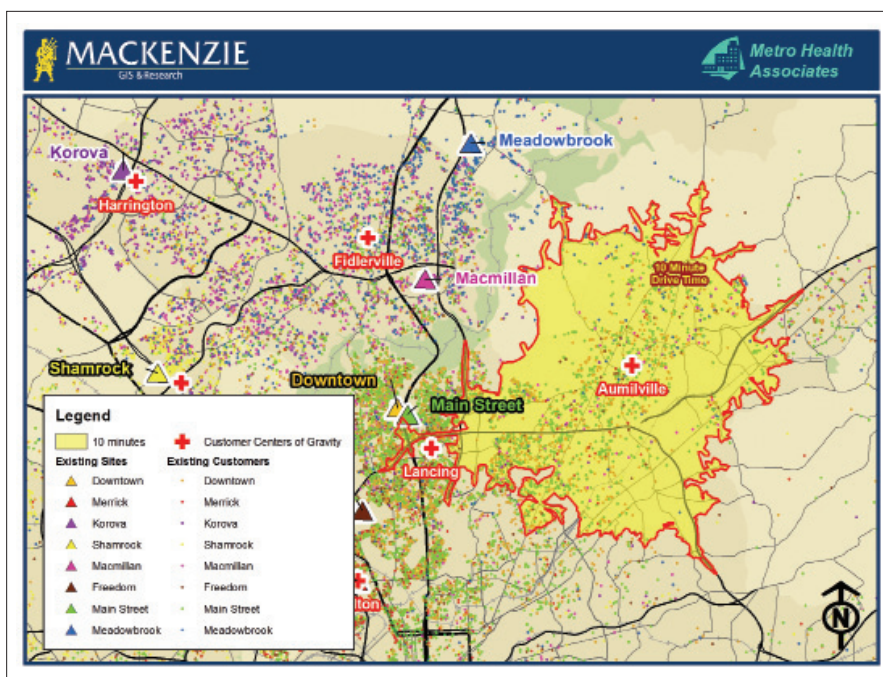 MACKENZIE
GIS & Research
Metro Health
Associates
Korova
Harrington
Meadowbrook
Fidlerville
Macmillan
10 Minute
Drive Time
Shamrock
Downtown
Main Street
Aumilville
Lancing
lton
Legend
10 minutes
Customer Centers of Gravity
Existing Sites
Existing Customers
Downtown
Downtown
Merrick
Merrick
Korova
Korova
Shamrock
Shamrock
Macmillan
Macmillan
Freedom
Freedom
Main Street
Main Street
Meadowbrook
Meadowbrook
N